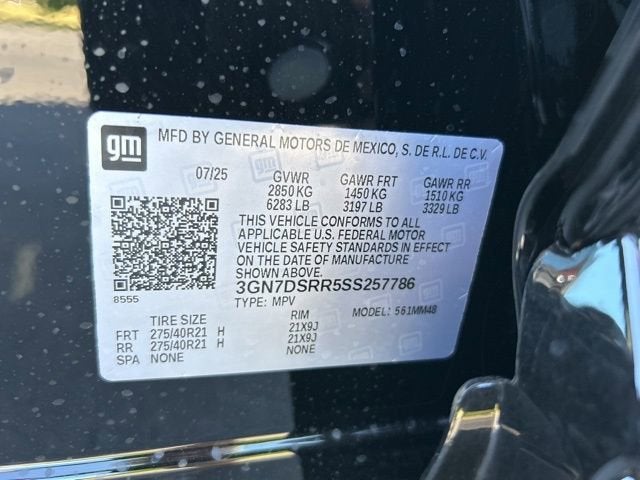 gm
MFD BY GENERAL MOTORS DE MEXICO, S. DE R.L. DE C.V.
07/25 GVWR GAWR FRT GAWR RR
2850 KG 1450 KG 1510 KG
6283 LB 3197 LB 3329 LB
THIS VEHICLE CONFORMS TO ALL
APPLICABLE U.S. FEDERAL MOTOR
VEHICLE SAFETY STANDARDS IN EFFECT
ON THE DATE OF MANUFACTURE
SHOWN ABOVE.
8555 3GN7DSRR5SS257786
TYPE: MPV MODEL: 561MM48
TIRE SIZE RIM
FRT 275/40R21 H 21X9J
RR 275/40R21 H 21X9J
SPA NONE NONE